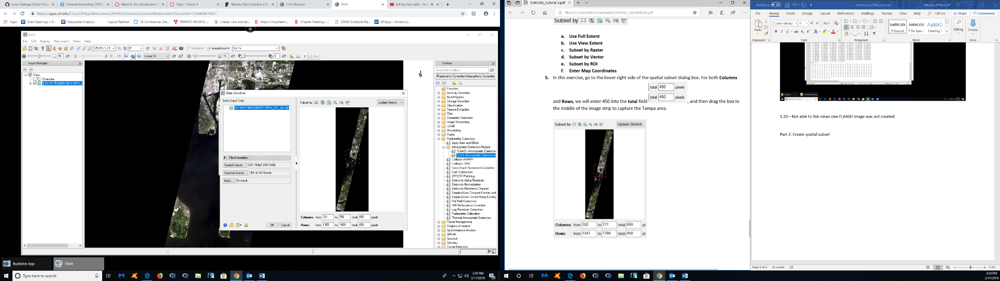 Lone Cabbage Oyster Proje
Summer Internships 2019 |
Week 6: IDL Introduction: S
Topic: Tutorial 3
Weekly Class Schedule | Cla
Citrix Receiver
ENVI
lofi hip hop radio - bea
https://apps.ufl.edu/Citrix/UFAppsWeb/clients/HTML5Client/src/SessionWindow.html?launchid=1550434676437
Apps
Grad Openings » D...
Geospatial Analysis ...
Logout Redirect
23 Conferences Dat...
REMOTE SENSING ...
Create, view and ed...
https://virtualearn...
Chapter Meeting – ...
GSAW-Schedule-De...
UFApps - University...
ENVI
File Edit Display Placemarks Views Help
125.0% (1.2:1
0°
Vectors
Annotations
Go To
50
20
Linear 2%
10
0
Layer Manager
View
Overview
EO1H0170402004301110PW_L
Data Selection
Select Input Data
EO1H0170402004301110PW_L1T_bip.dat
File Information
Spatial Subset... (331:780),(1359:1808)
Spectral Subset... 165 of 242 Bands
Mask... No mask
Subset by:
Update Stretch
Columns: from 331 to 780 total 450 pixels
Rows: from 1359 to 1808 total 450 pixels
OK Cancel
N
Toolbox
Search the toolbox
/Radiometric Correction/Atmospheric Correction
Favorites
Anomaly Detection
Band Algebra
Change Detection
Classification
Feature Extraction
Filter
Geometric Correction
Image Sharpening
LiDAR
Mosaicking
Radar
Radiometric Correction
Apply Gain and Offset
Atmospheric Correction Module
FLAASH Atmospheric Correction
QUick Atmospheric Correction (
Calibrate AVHRR
Calibrate TIMS
Cross-Track Illumination Correction
Dark Subtraction
EFFORT Polishing
Emissivity Alpha Residuals
Emissivity Normalization
Emissivity Reference Channel
Empirical Line Compute Factors and
Empirical Line Correct Using Existing
Flat Field Correction
IAR Reflectance Correction
Log Residuals Correction
Radiometric Calibration
Thermal Atmospheric Correction
Raster Management
Regions of Interest
Spatiotemporal Analysis
SPEAR
Spectral
Statistics
Target Detection
Runtime App
ENVI
Type here to search
3:28 PM
2/17/2019
SUR5386_Tutorial 3.pdf
file:///C:/Users/Mel/Downloads/SUR5386_Tutorial%203.pdf
Subset by:
a. Use Full Extent
b. Use View Extent
c. Subset by Raster
d. Subset by Vector
e. Subset by ROI
f. Enter Map Coordinates
5. In this exercise, go to the lower right side of the spatial subset dialog box. For both Columns
total 450 pixels
total 450 pixels
and Rows, we will enter 450 into the total field , and then drag the box to
the middle of the image strip to capture the Tampa area.
Subset by:
Update Stretch
Columns: from 322 to 771 total 450 pi
Rows: from 1341 to 1790 total 450 pi
AutoSave Off
moreno_sur5386_tutorial3
Moreno,Melissa M
File Home Insert Design Layout References Mailings Review View Help Tell me Share Comments
Paste
Calibri (Body) 11
AaBbCcDc
¶ Normal
AaBbCcDc
¶ No Spac...
AaBbCc
Heading 1
Editing
Dictate
Clipboard Font Paragraph Styles Voice
1.20 – Not able to link views sine FLAASH image was not created.
Part 2: Create spatial subset
Page 4 of 4 62 words
115%
3:28 PM
2/17/2019